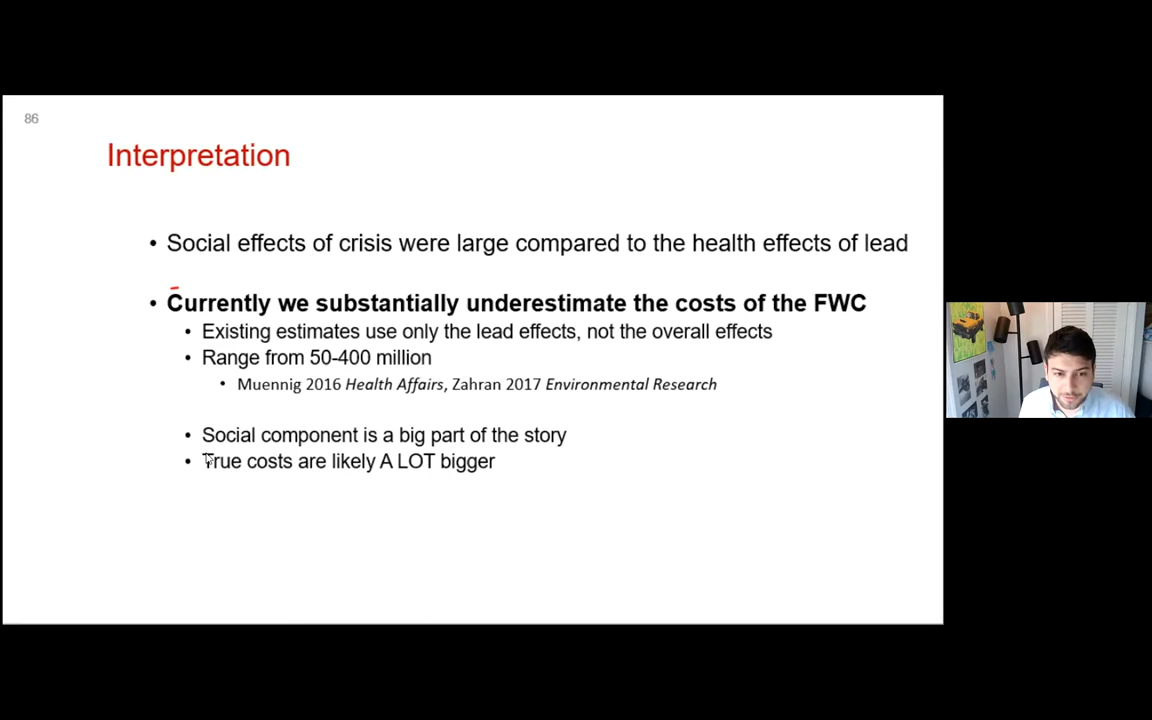 86
Interpretation
• Social effects of crisis were large compared to the health effects of lead
• Currently we substantially underestimate the costs of the FWC
• Existing estimates use only the lead effects, not the overall effects
• Range from 50-400 million
• Muennig 2016 Health Affairs, Zahran 2017 Environmental Research
• Social component is a big part of the story
• True costs are likely A LOT bigger